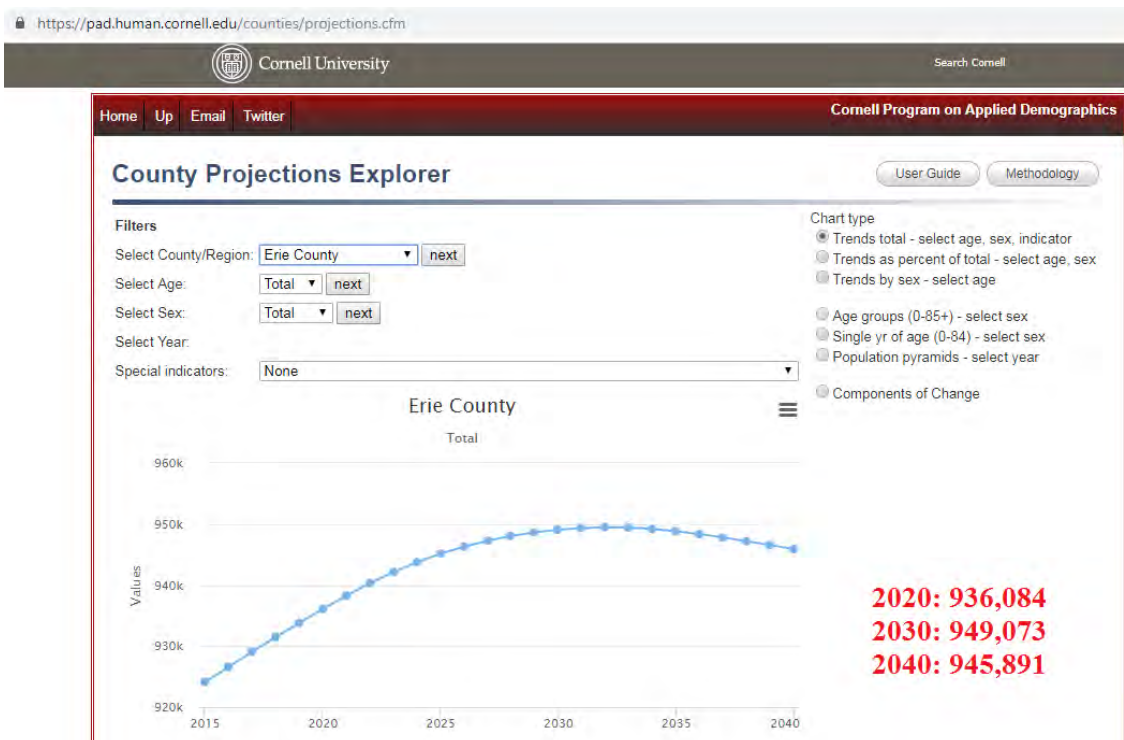 https://pad.human.cornell.edu/counties/projections.cfm
Cornell University
Search Cornell
Home Up Email Twitter
Cornell Program on Applied Demographics
County Projections Explorer
User Guide
Methodology
Filters
Select County/Region: Erie County next
Select Age: Total next
Select Sex: Total next
Select Year:
Special indicators: None
Chart type
Trends total - select age, sex, indicator
Trends as percent of total - select age, sex
Trends by sex - select age
Age groups (0-85+) - select sex
Single yr of age (0-84) - select sex
Population pyramids - select year
Components of Change
Erie County
Total
960k
950k
940k
930k
920k
Values
2015 2020 2025 2030 2035 2040
2020: 936,084
2030: 949,073
2040: 945,891